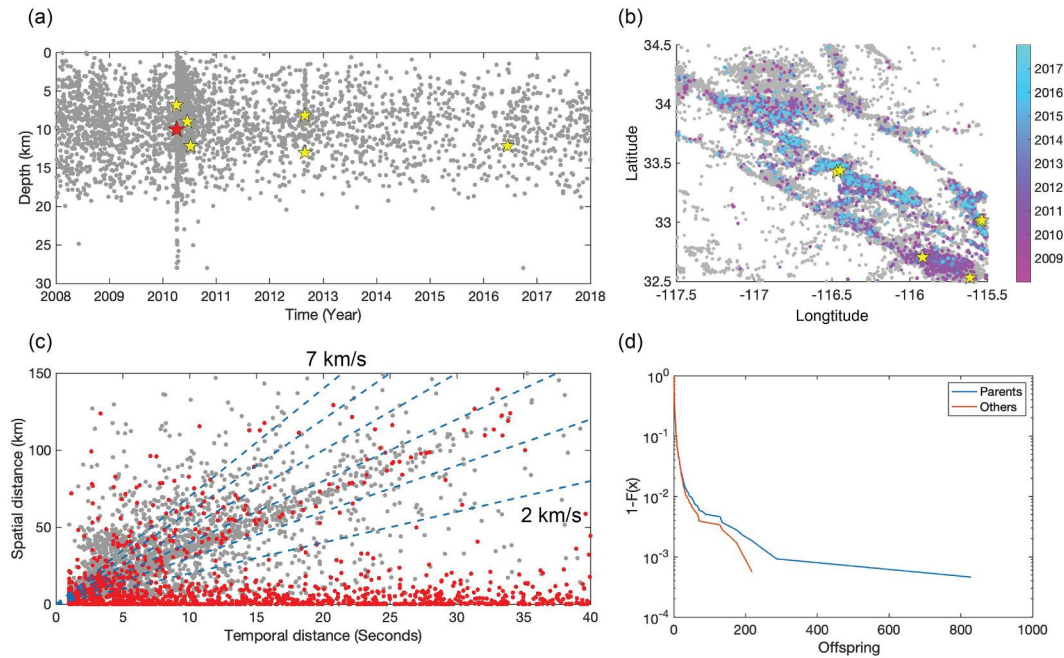 (a)
0
5
10
15
20
25
30
Depth (km)
2008 2009 2010 2011 2012 2013 2014 2015 2016 2017 2018
Time (Year)
(b)
34.5
34
33.5
33
32.5
Latitude
-117.5 -117 -116.5 -116 -115.5
Longtitude
2017
2016
2015
2014
2013
2012
2011
2010
2009
(c)
7 km/s
150
100
50
0
Spatial distance (km)
2 km/s
0 5 10 15 20 25 30 35 40
Temporal distance (Seconds)
(d)
10^0
10^-1
10^-2
10^-3
10^-4
1-F(x)
Parents
Others
0 200 400 600 800 1000
Offspring